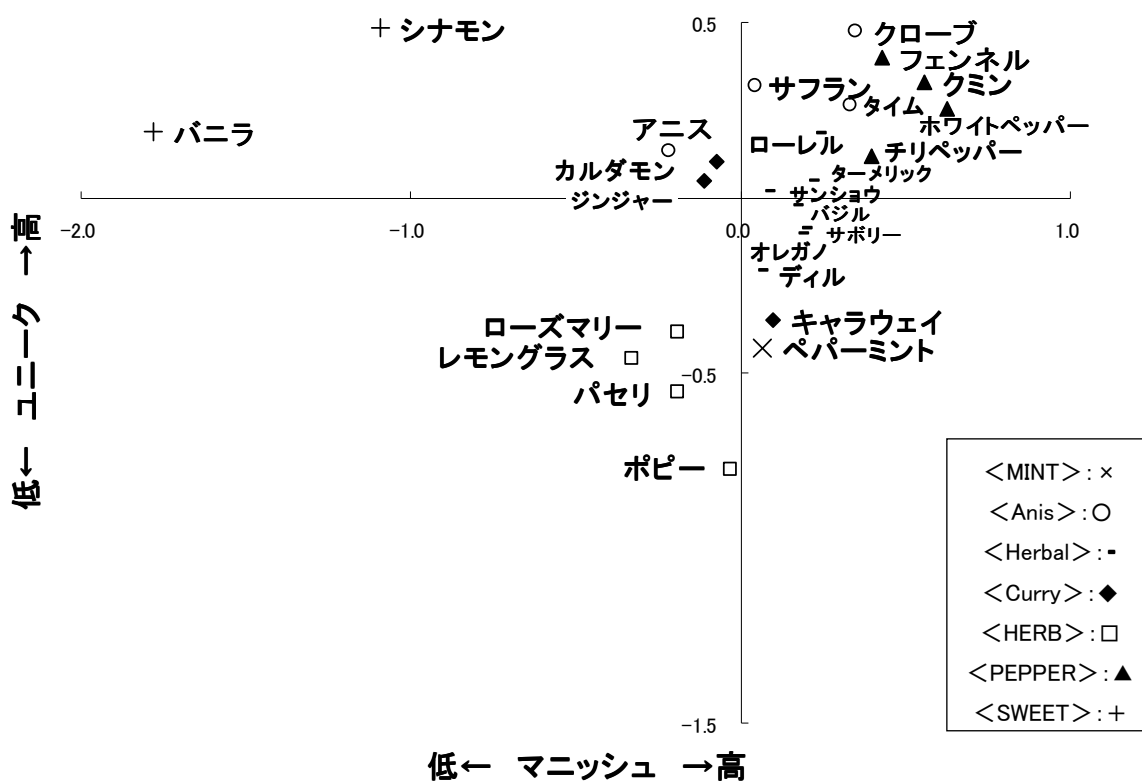 0.5
シナモン
クローブ
フェンネル
クミン
サフラン
タイム
ホワイトペッパー
バニラ
アニス
ローレル
チリペッパー
カルダモン
ターメリック
ジンジャー
サンショウ
バジル
サボリー
-2.0
-1.0
0.0
1.0
オレガノ
ディル
キャラウェイ
ペパーミント
ローズマリー
レモングラス
パセリ
-0.5
ポピー
-1.5
低← ユニーク →高
低← マニッシュ →高
<MINT>:×
<Anis>:○
<Herbal>:-
<Curry>:◆
<HERB>:□
<PEPPER>:▲
<SWEET>:+